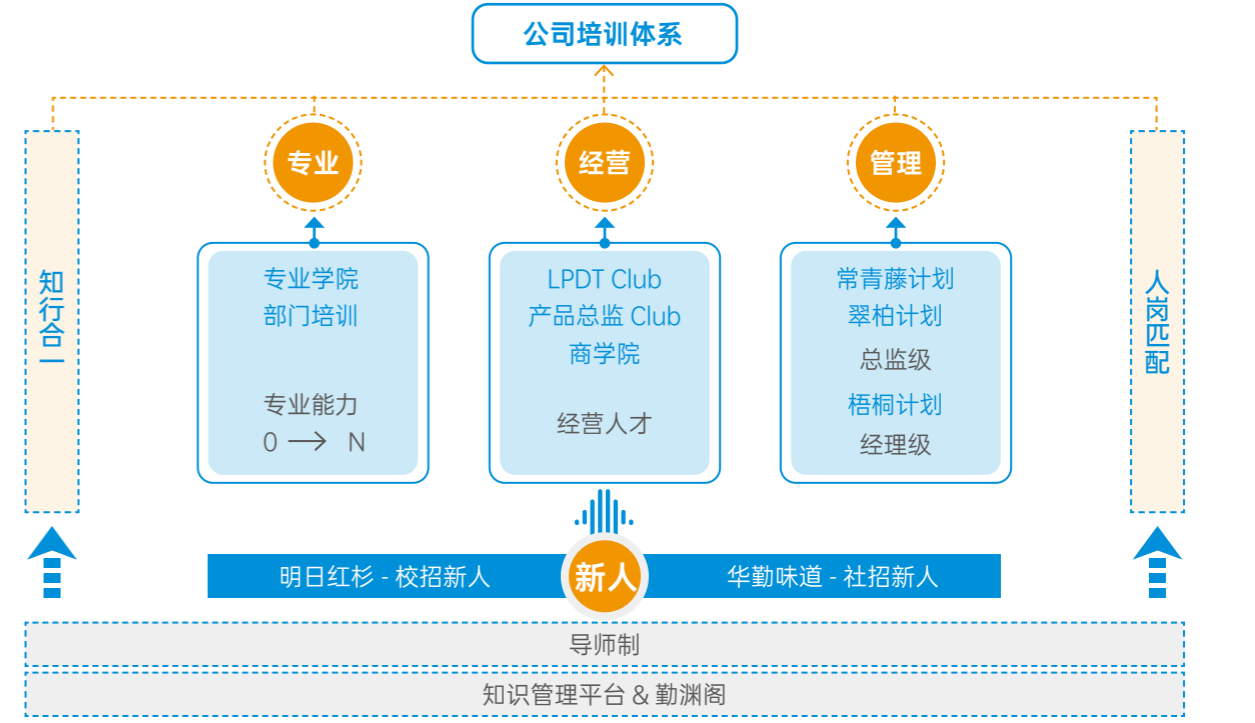 公司培训体系
专业
经营
管理
知行合一
专业学院
部门培训
专业能力
0 → N
LPDT Club
产品总监 Club
商学院
经营人才
常青藤计划
翠柏计划
总监级
梧桐计划
经理级
人岗匹配
明日红杉 - 校招新人
新人
华勤味道 - 社招新人
导师制
知识管理平台 & 勤渊阁